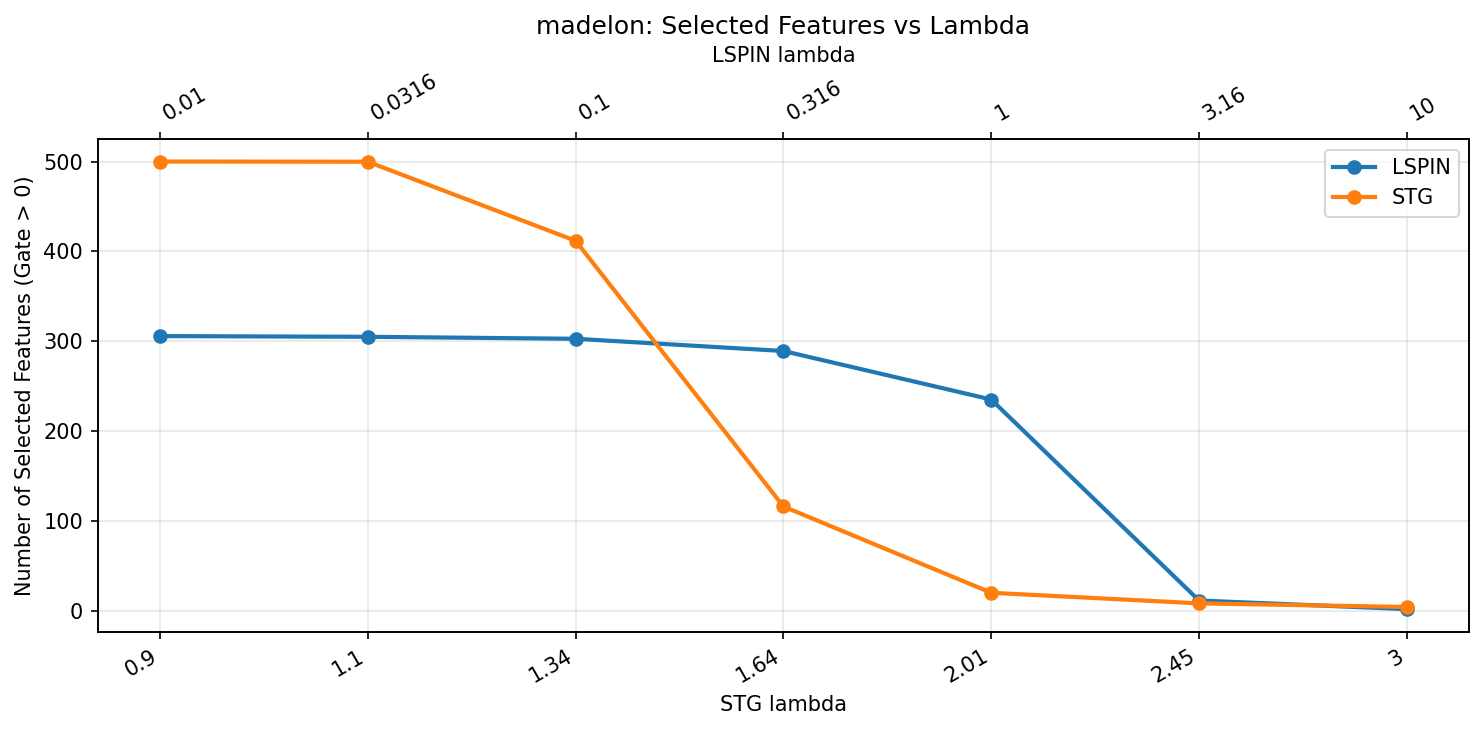 madelon: Selected Features vs Lambda
LSPIN lambda
0.01 0.0316 0.1 0.316 1 3.16 10
LSPIN
STG
Number of Selected Features (Gate > 0)
500
400
300
200
100
0
0.9 1.1 1.34 1.64 2.01 2.45 3
STG lambda